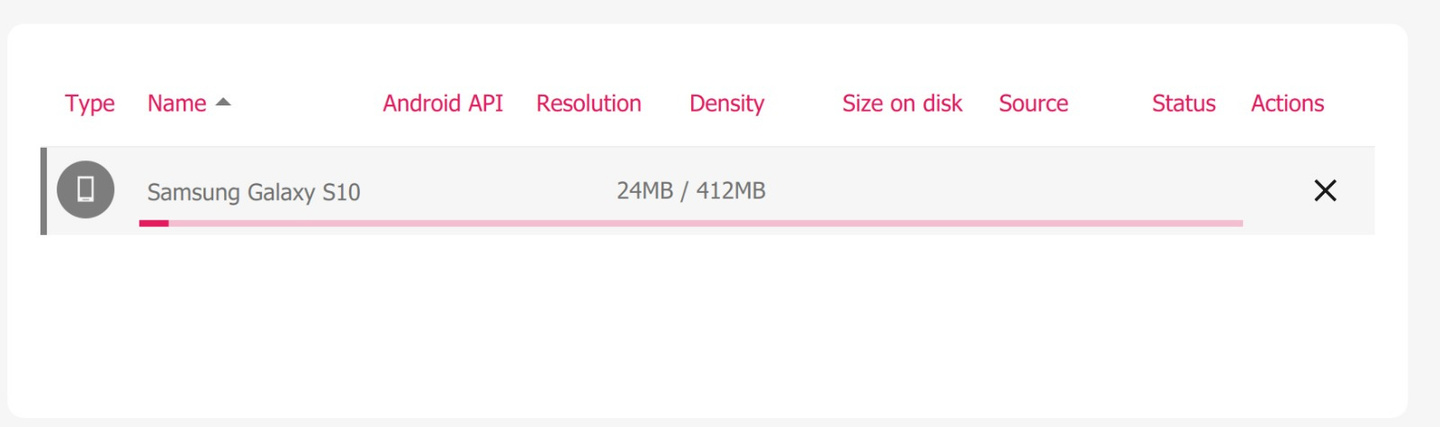 Type Name Android API Resolution Density Size on disk Source Status Actions
Samsung Galaxy S10 24MB / 412MB